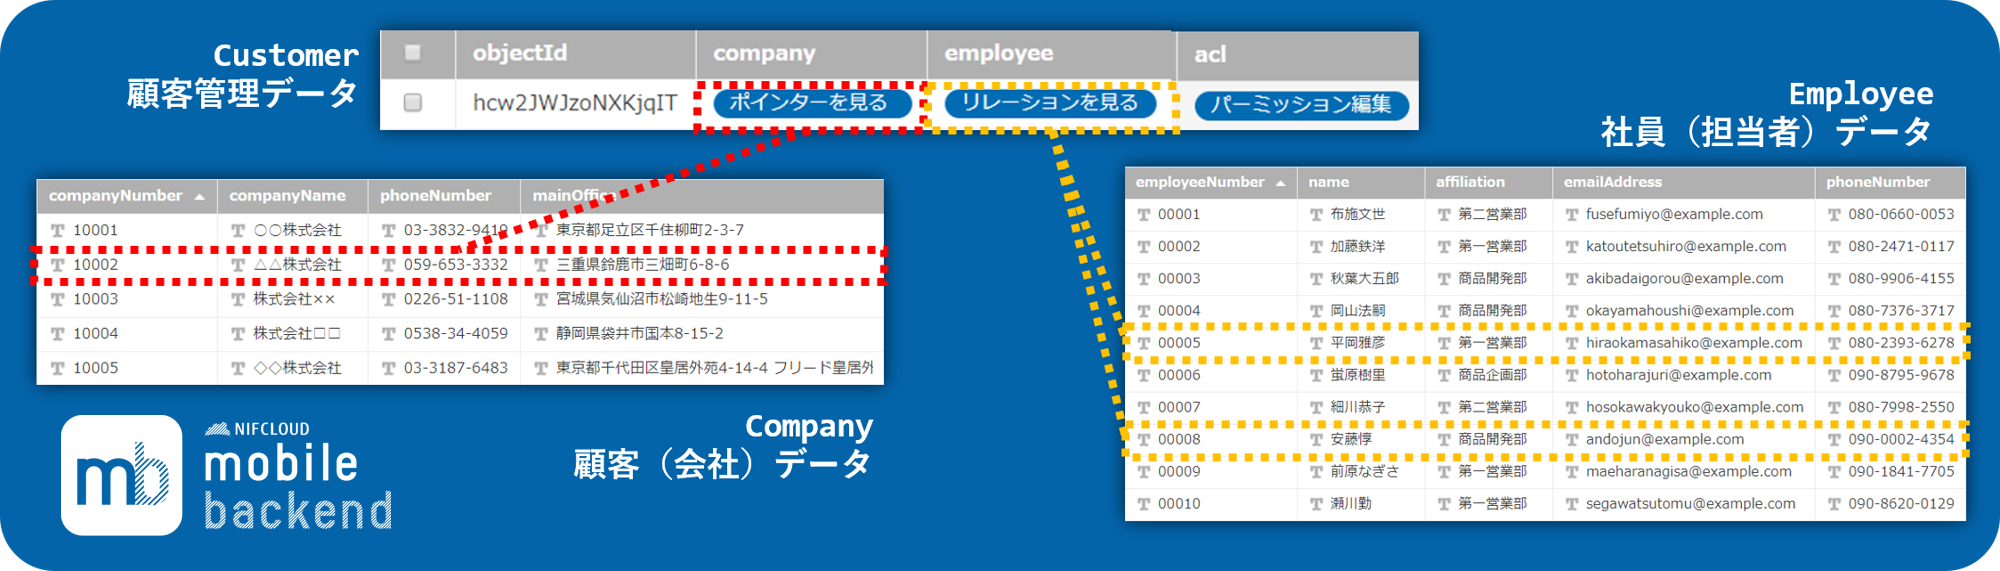 Customer
顧客管理データ
objectId company employee acl
hcw2JWJzoNXKjqIT ポインターを見る リレーションを見る パーミッション編集
Employee
社員（担当者）データ
companyNumber companyName phoneNumber mainOffice
10001 〇〇株式会社 03-3832-9419 東京都足立区千住柳町2-3-7
10002 △△株式会社 059-653-3332 三重県鈴鹿市三畑町6-8-6
10003 株式会社×× 0226-51-1108 宮城県気仙沼市松崎地生9-11-5
10004 株式会社□□ 0538-34-4059 静岡県袋井市国本8-15-2
10005 ◇◇株式会社 03-3187-6483 東京都千代田区皇居外苑4-14-4 フリード皇居外
employeeNumber name affiliation emailAddress phoneNumber
00001 布施文世 第二営業部 fusefumiyo@example.com 080-0660-0053
00002 加藤鉄洋 第一営業部 katoutetsuhiro@example.com 080-2471-0117
00003 秋葉大五郎 商品開発部 akibadaigorou@example.com 080-9906-4155
00004 岡山法嗣 商品開発部 okayamahoushi@example.com 080-7376-3717
00005 平岡雅彦 第一営業部 hiraokamasahiko@example.com 080-2393-6278
00006 蛍原樹里 商品企画部 hotoharajuri@example.com 090-8795-9678
00007 細川恭子 第二営業部 hosokawakyouko@example.com 080-7998-2550
00008 安藤惇 商品開発部 andojun@example.com 090-0002-4354
00009 前原なぎさ 第一営業部 maeharanagisa@example.com 090-1841-7705
00010 瀬川勤 第一営業部 segawatsutomu@example.com 090-8620-0129
Company
顧客（会社）データ
mb
NIFCLOUD
mobile
backend